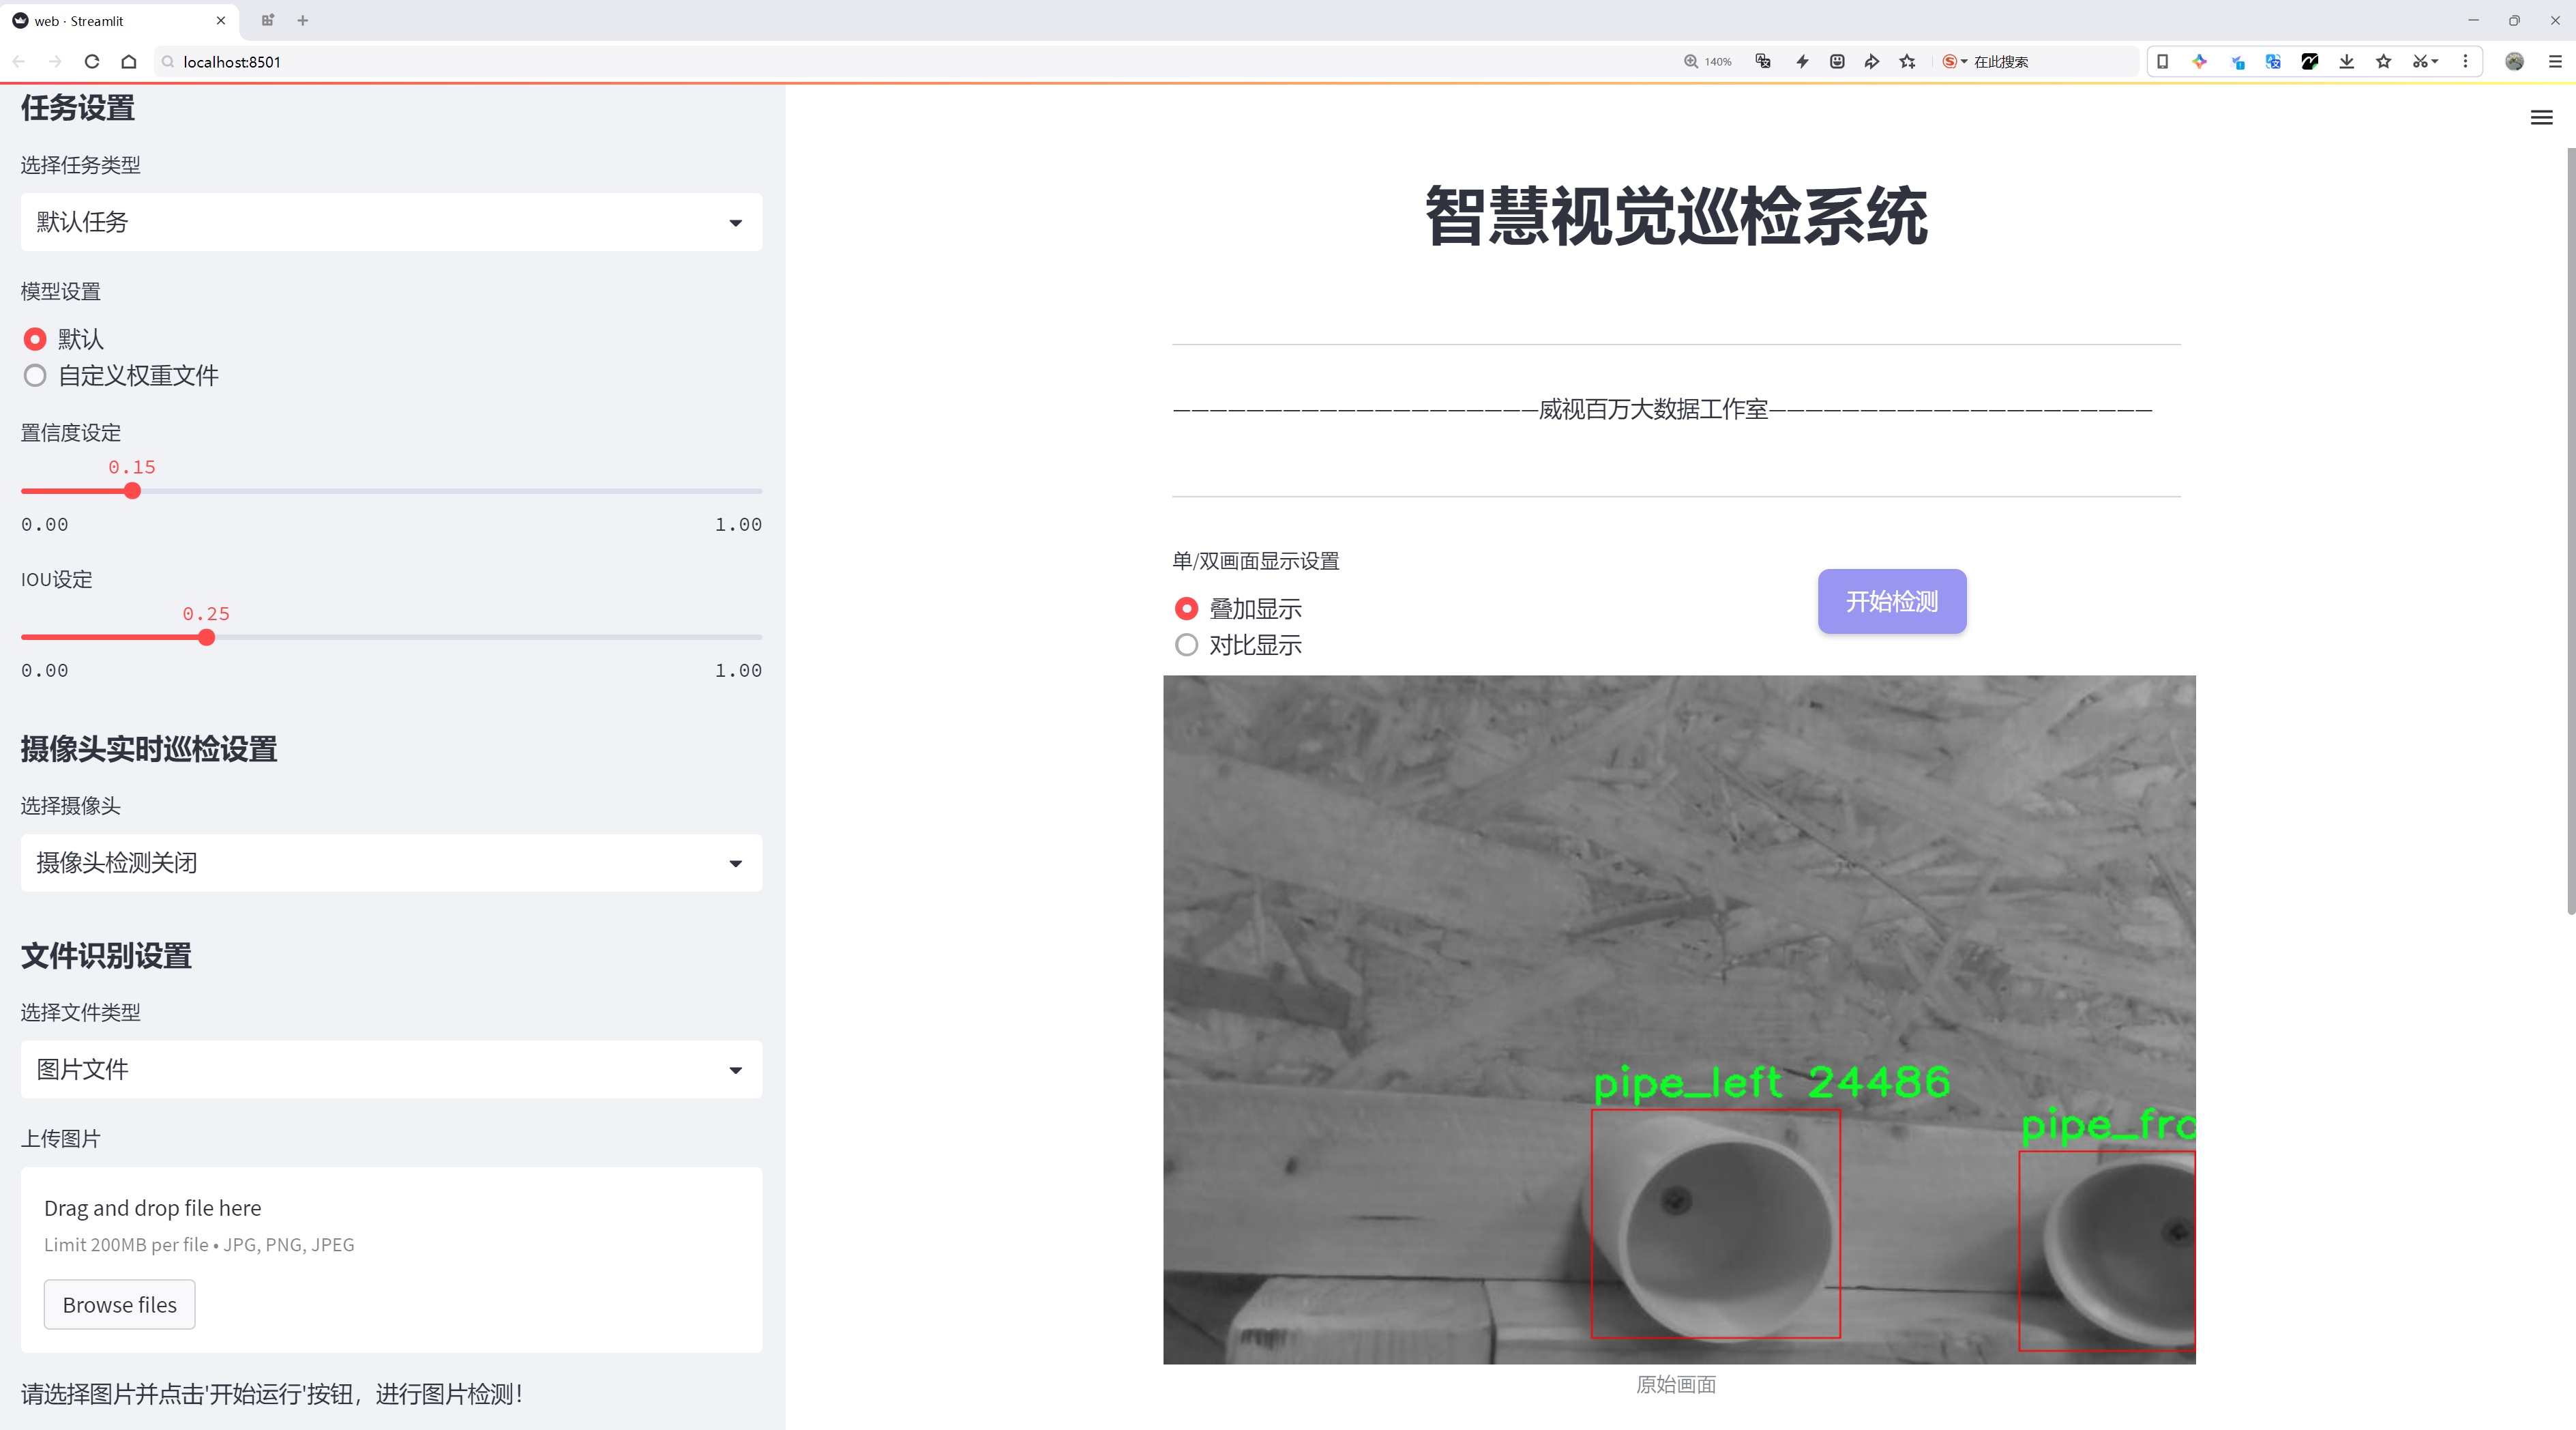 web · Streamlit
localhost:8501
140%
在此搜索
任务设置
选择任务类型
默认任务
模型设置
默认
自定义权重文件
置信度设定
0.15
0.00
1.00
IOU设定
0.25
0.00
1.00
摄像头实时巡检设置
选择摄像头
摄像头检测关闭
文件识别设置
选择文件类型
图片文件
上传图片
Drag and drop file here
Limit 200MB per file • JPG, PNG, JPEG
Browse files
请选择图片并点击'开始运行'按钮，进行图片检测！
智慧视觉巡检系统
————————————————————威视百万大数据工作室—————————————————————
单/双画面显示设置
叠加显示
对比显示
开始检测
pipe_left 24486
pipe_frc
原始画面